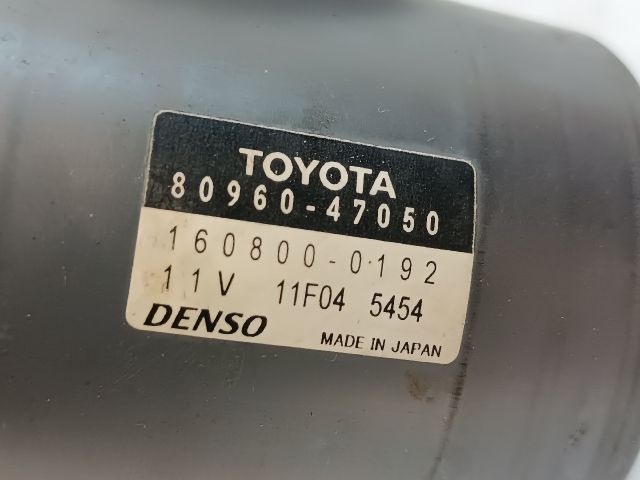 TOYOTA
80960-47050
160800-0192
11V 11F04 5454
DENSO MADE IN JAPAN